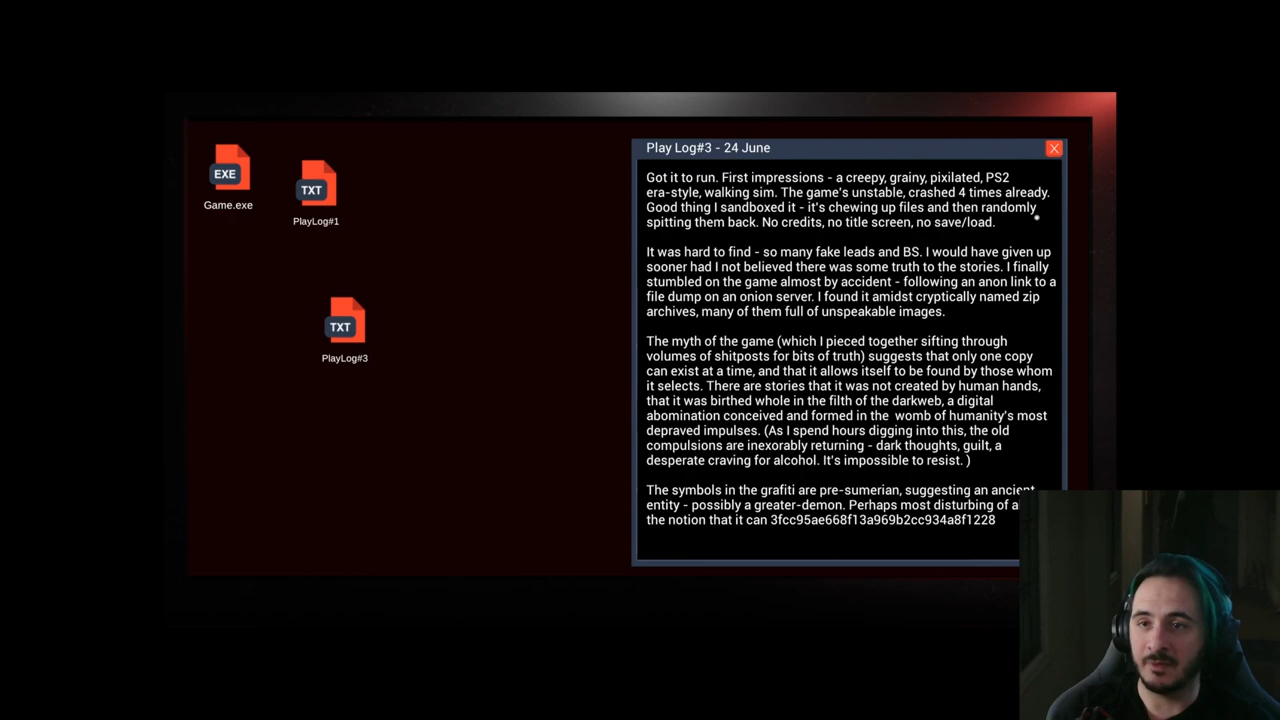 EXE
Game.exe
TXT
PlayLog#1
TXT
PlayLog#3
Play Log#3 - 24 June
Got it to run. First impressions - a creepy, grainy, pixilated, PS2
era-style, walking sim. The game's unstable, crashed 4 times already.
Good thing I sandboxed it - it's chewing up files and then randomly
spitting them back. No credits, no title screen, no save/load.
It was hard to find - so many fake leads and BS. I would have given up
sooner had I not believed there was some truth to the stories. I finally
stumbled on the game almost by accident - following an anon link to a
file dump on an onion server. I found it amidst cryptically named zip
archives, many of them full of unspeakable images.
The myth of the game (which I pieced together sifting through
volumes of shitposts for bits of truth) suggests that only one copy
can exist at a time, and that it allows itself to be found by those whom
it selects. There are stories that it was not created by human hands,
that it was birthed whole in the filth of the darkweb, a digital
abomination conceived and formed in the womb of humanity's most
depraved impulses. (As I spend hours digging into this, the old
compulsions are inexorably returning - dark thoughts, guilt, a
desperate craving for alcohol. It's impossible to resist. )
The symbols in the grafiti are pre-sumerian, suggesting an ancient
entity - possibly a greater-demon. Perhaps most disturbing of
the notion that it can 3fcc95ae668f13a969b2cc934a8f1228